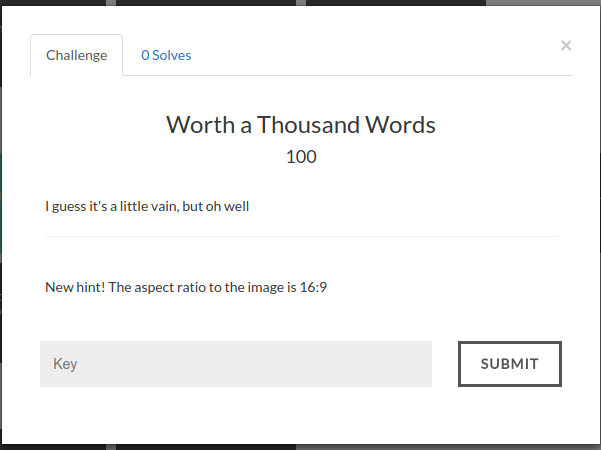 Challenge
0 Solves
×
Worth a Thousand Words
100
I guess it's a little vain, but oh well
New hint! The aspect ratio to the image is 16:9
Key
SUBMIT